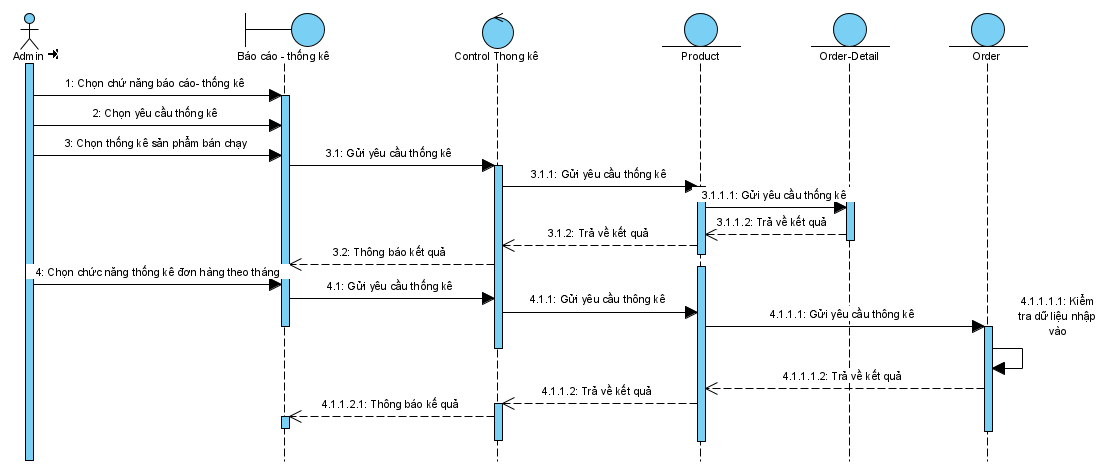 Admin
Báo cáo - thống kê
Control Thong kê
Product
Order-Detail
Order
1: Chọn chứ năng báo cáo- thống kê
2: Chọn yêu cầu thống kê
3: Chọn thống kê sản phẩm bán chạy
3.1: Gửi yêu cầu thống kê
3.1.1: Gửi yêu cầu thống kê
3.1.1.1: Gửi yêu cầu thống kê
3.1.1.2: Trả về kết quả
3.1.2: Trả về kết quả
3.2: Thông báo kết quả
4: Chọn chức năng thống kê đơn hàng theo tháng
4.1: Gửi yêu cầu thống kê
4.1.1: Gửi yêu cầu thông kê
4.1.1.1: Gửi yêu cầu thông kê
4.1.1.1.1: Kiểm
tra dữ liệu nhập
vào
4.1.1.1.2: Trả về kết quả
4.1.1.2: Trả về kết quả
4.1.1.2.1: Thông báo kế quả